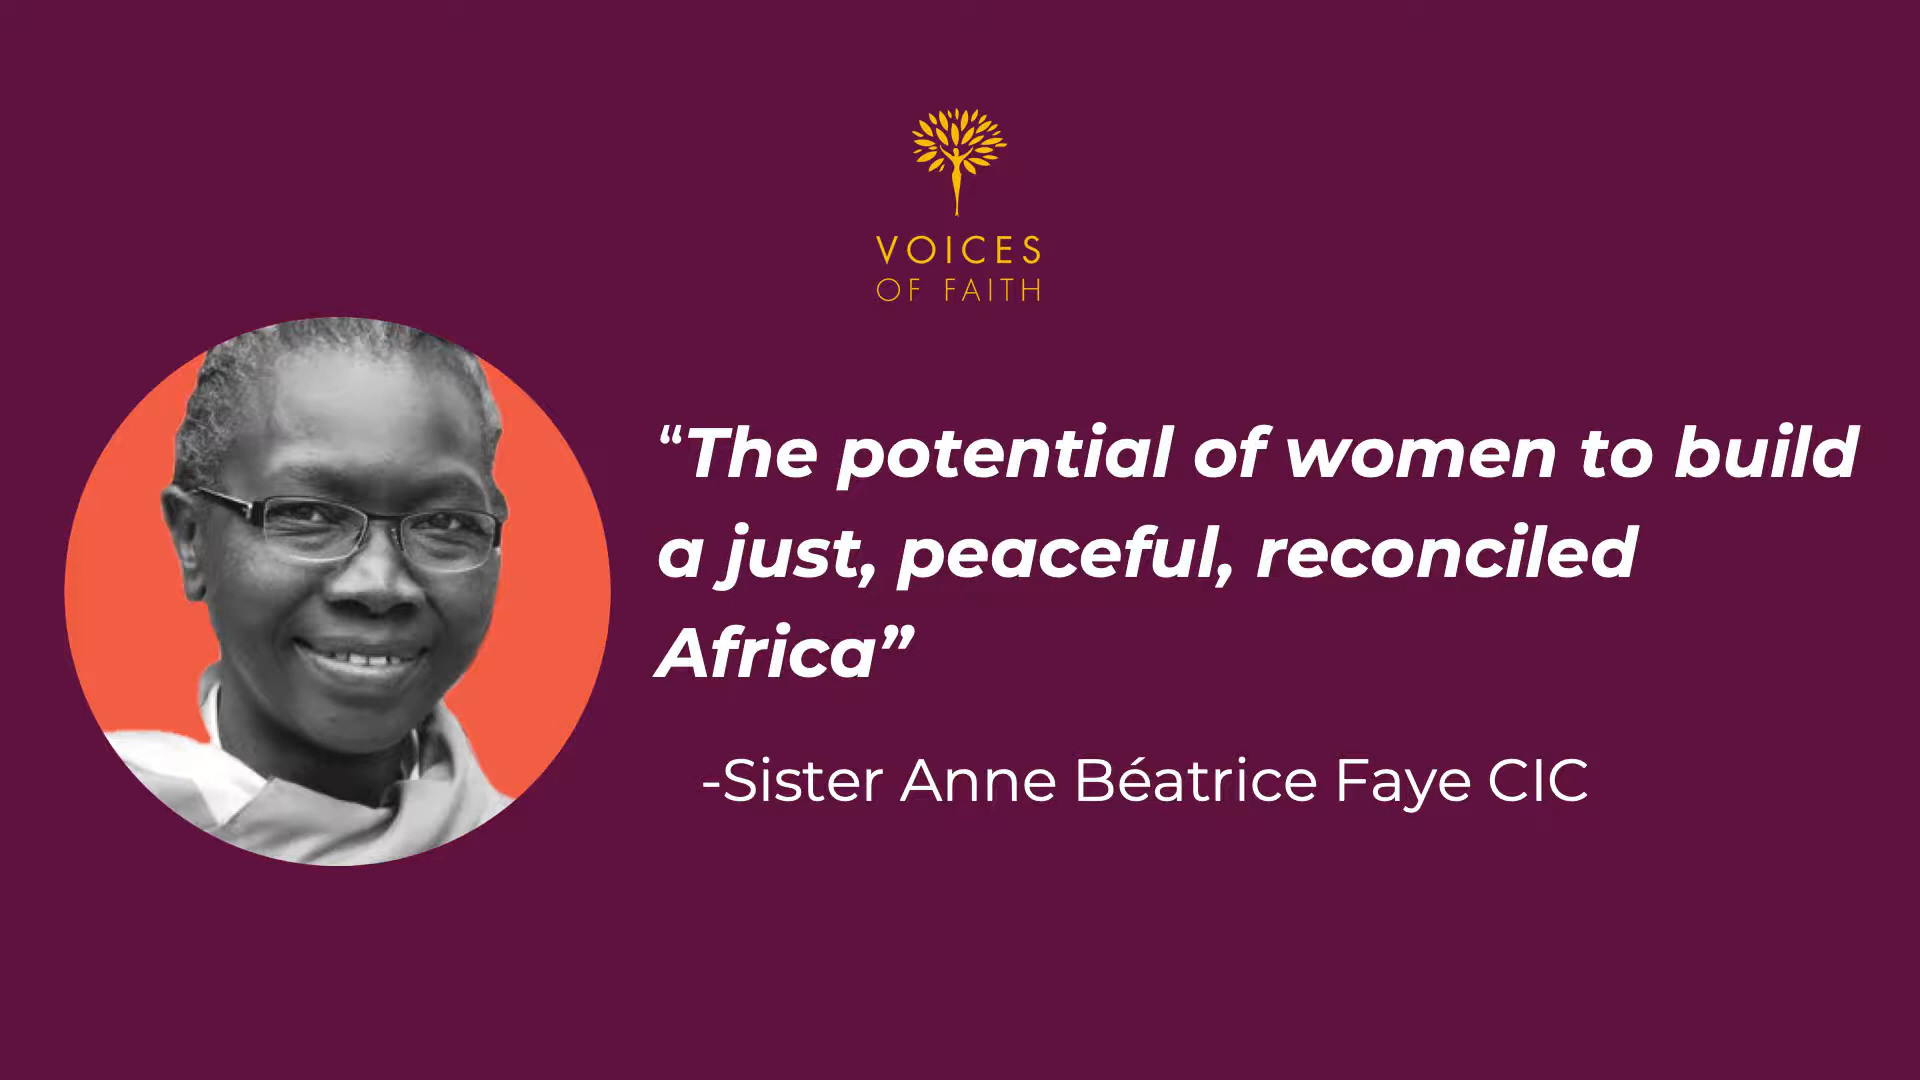 VOICES
OF FAITH
“The potential of women to build
a just, peaceful, reconciled
Africa”
-Sister Anne Béatrice Faye CIC